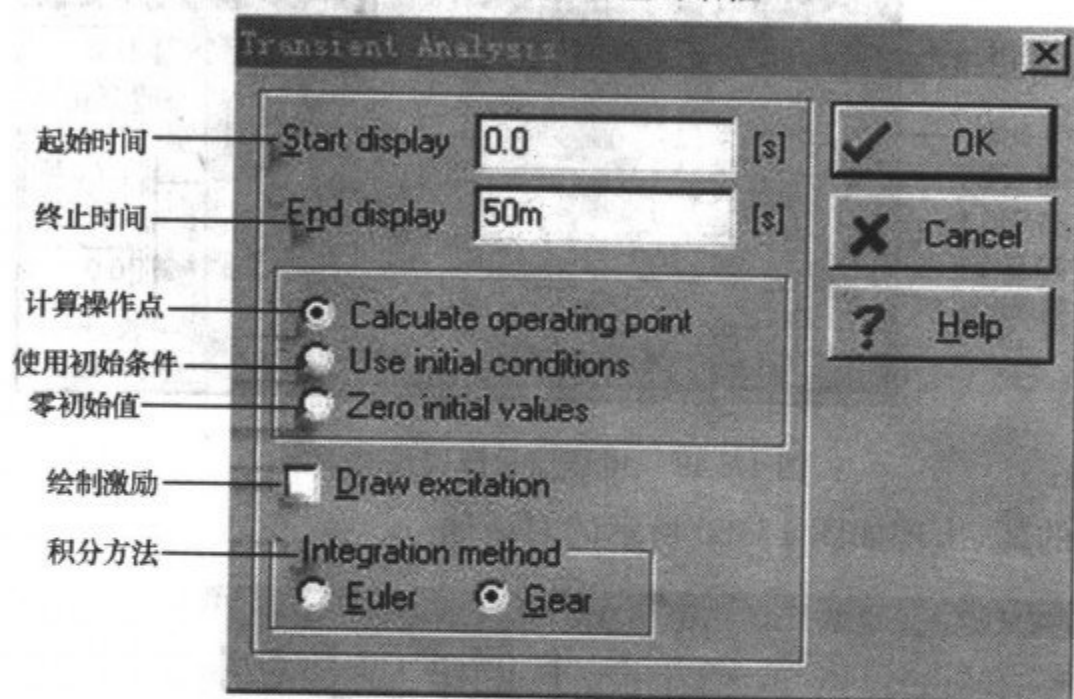 Transient Analysis
起始时间 Start display 0.0 [s] OK
终止时间 End display 50m [s] Cancel
计算操作点 Calculate operating point Help
使用初始条件 Use initial conditions
零初始值 Zero initial values
绘制激励 Draw excitation
积分方法 Integration method
Euler Gear